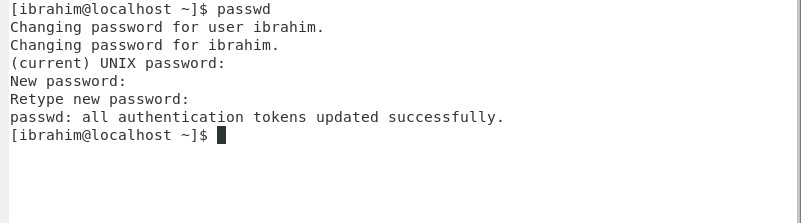 [ibrahim@localhost ~]$ passwd
Changing password for user ibrahim.
Changing password for ibrahim.
(current) UNIX password:
New password:
Retype new password:
passwd: all authentication tokens updated successfully.
[ibrahim@localhost ~]$